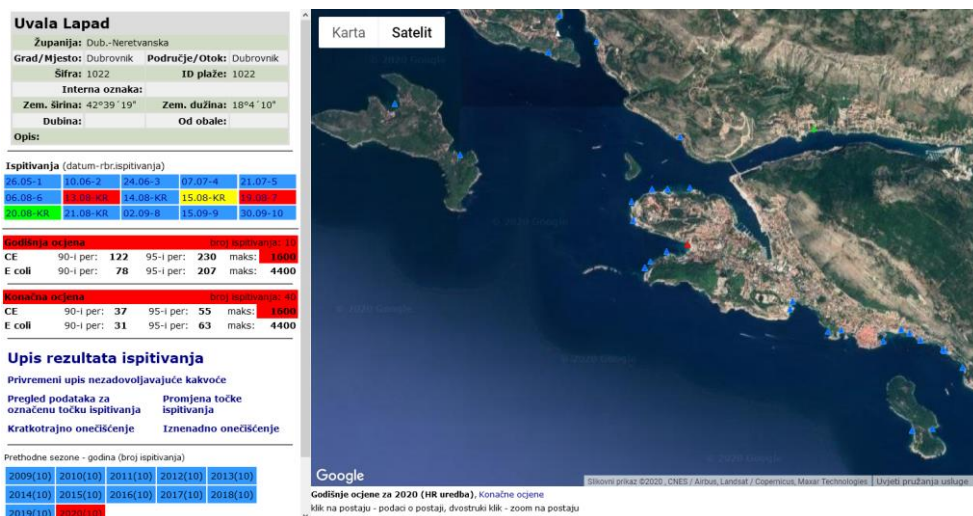 Uvala Lapad
Županija: Dub.-Neretvanska
Grad/Mjesto: Dubrovnik Područje/Otok: Dubrovnik
Šifra: 1022 ID plaže: 1022
Interna oznaka:
Zem. širina: 42°39´19" Zem. dužina: 18°4´10"
Dubina: Od obale:
Opis:
Ispitivanja (datum-rbr.ispitivanja)
26.05-1 10.06-2 24.06-3 07.07-4 21.07-5
06.08-6 13.08-KR 14.08-KR 15.08-KR 19.08-7
20.08-KR 21.08-KR 02.09-8 15.09-9 30.09-10
Godišnja ocjena broj ispitivanja: 10
CE 90-i per: 122 95-i per: 230 maks: 1600
E coli 90-i per: 78 95-i per: 207 maks: 4400
Konačna ocjena broj ispitivanja: 40
CE 90-i per: 37 95-i per: 55 maks: 1600
E coli 90-i per: 31 95-i per: 63 maks: 4400
Upis rezultata ispitivanja
Privremeni upis nezadovoljavajuće kakvoće
Pregled podataka za označenu točku ispitivanja
Promjena točke ispitivanja
Kratkotrajno onečišćenje Iznenadno onečišćenje
Prethodne sezone - godina (broj ispitivanja)
2009(10) 2010(10) 2011(10) 2012(10) 2013(10)
2014(10) 2015(10) 2016(10) 2017(10) 2018(10)
2019(10) 2020(10)
Karta Satelit
© 2020 Google
Google
Slikovni prikaz ©2020 , CNES / Airbus, Landsat / Copernicus, Maxar Technologies Uvjeti pružanja usluge
Godišnje ocjene za 2020 (HR uredba), Konačne ocjene
klik na postaju - podaci o postaji, dvostruki klik - zoom na postaju